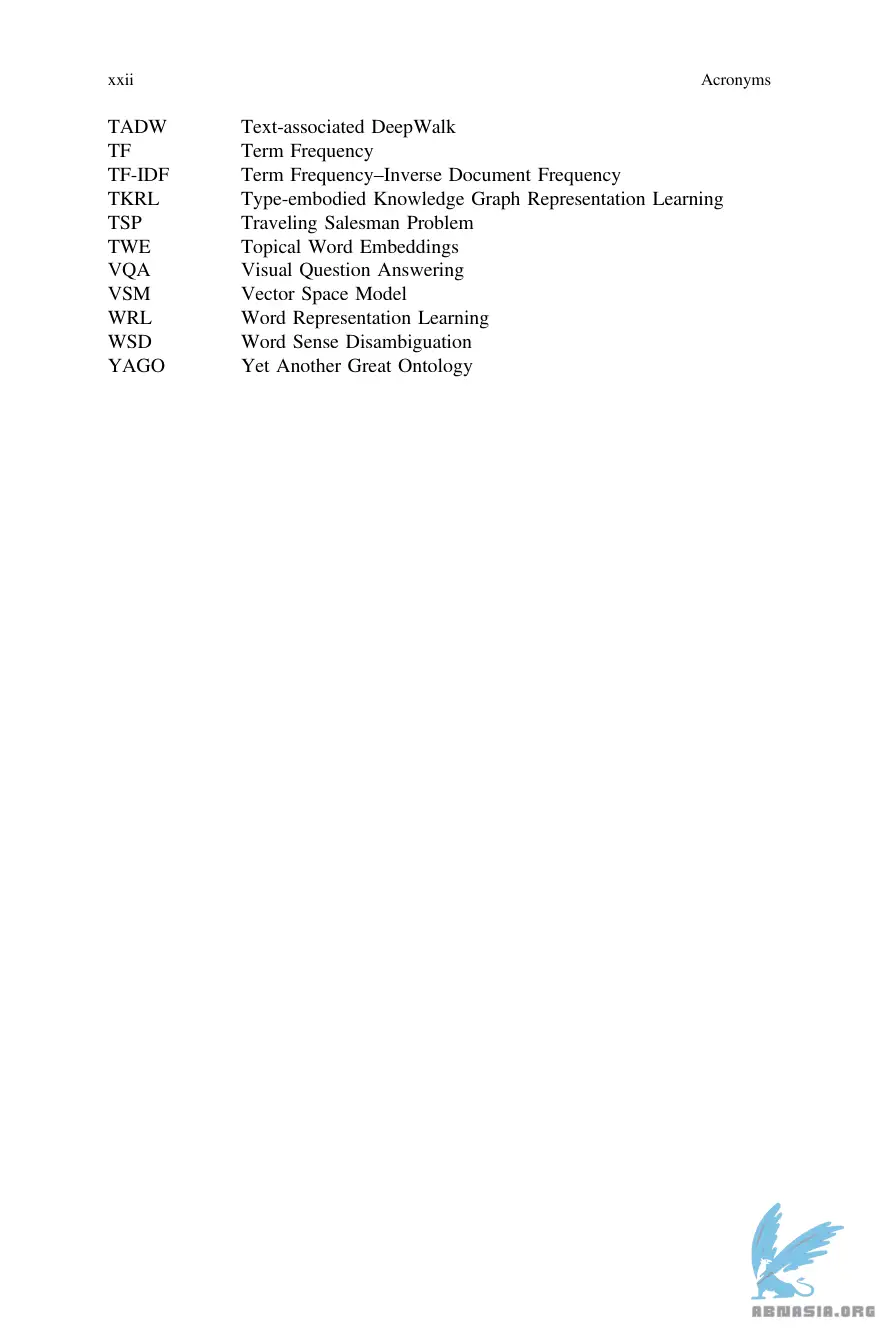 xxii Acronyms
TADW Text-associated DeepWalk
TF Term Frequency
TF-IDF Term Frequency–Inverse Document Frequency
TKRL Type-embodied Knowledge Graph Representation Learning
TSP Traveling Salesman Problem
TWE Topical Word Embeddings
VQA Visual Question Answering
VSM Vector Space Model
WRL Word Representation Learning
WSD Word Sense Disambiguation
YAGO Yet Another Great Ontology
ABNASIA.ORG